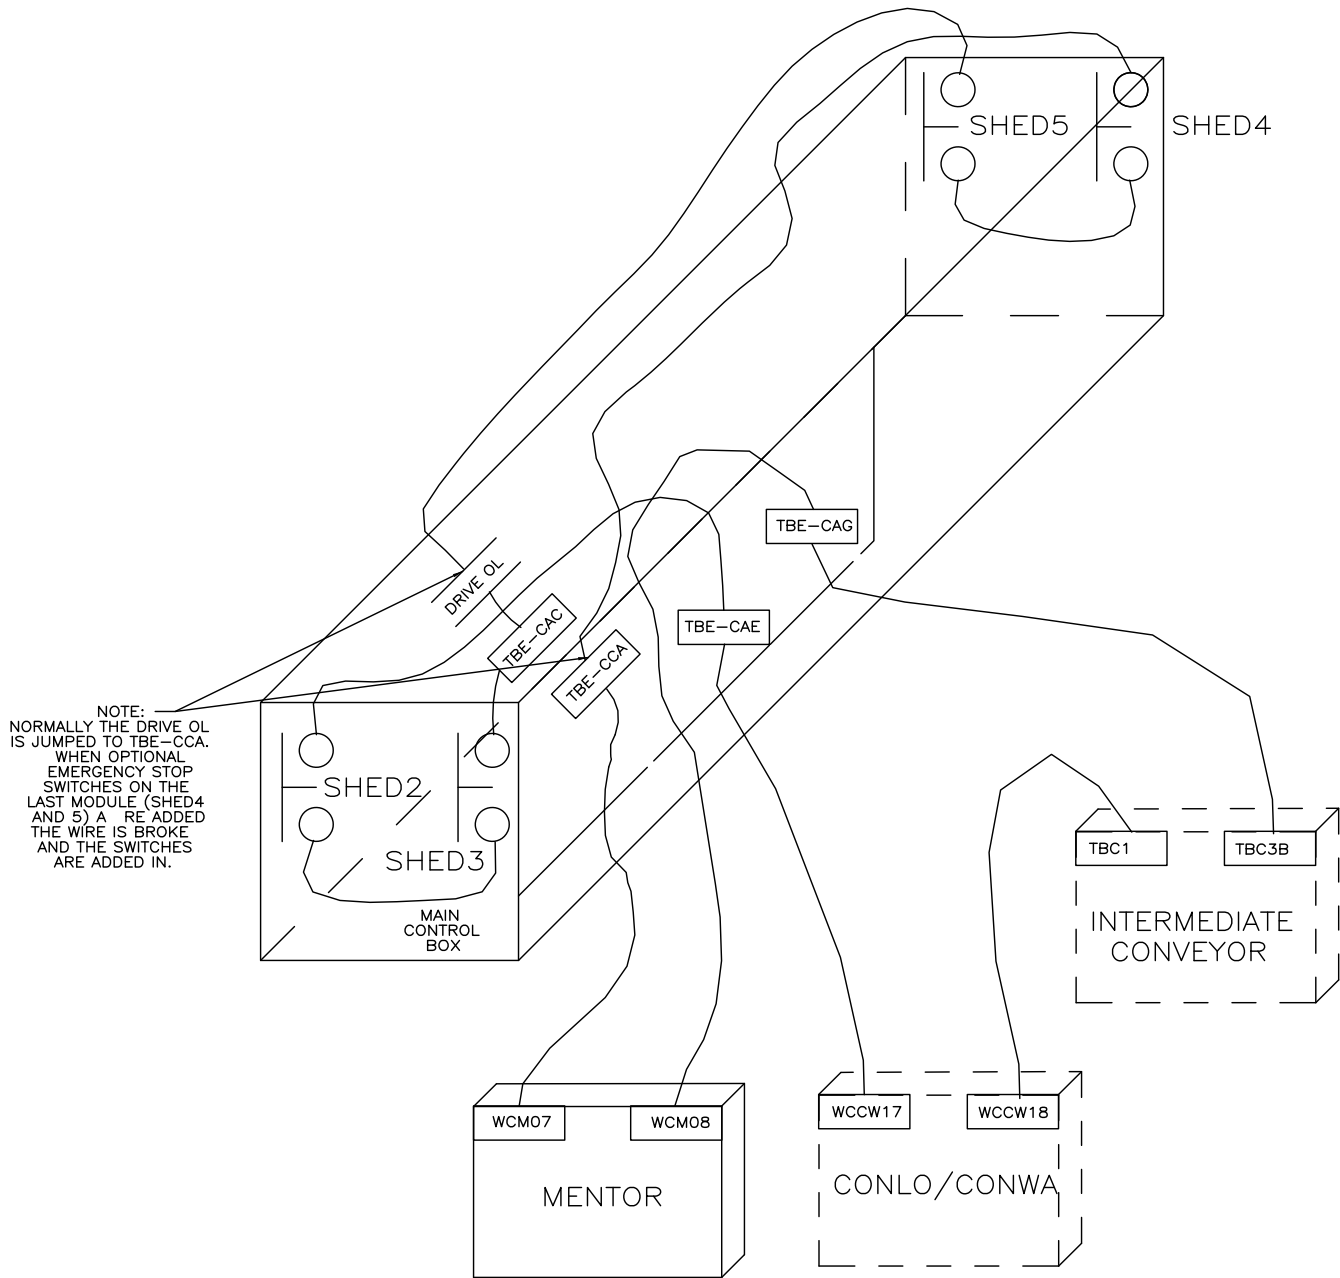 SHED5
SHED4
TBE-CAG
DRIVE OL
TBE-CAC
TBE-CAE
TBE-CCA
NOTE:
NORMALLY THE DRIVE OL
IS JUMPED TO TBE-CCA.
WHEN OPTIONAL
EMERGENCY STOP
SWITCHES ON THE
LAST MODULE (SHED4
AND 5) A RE ADDED
THE WIRE IS BROKE
AND THE SWITCHES
ARE ADDED IN.
SHED2
SHED3
MAIN
CONTROL
BOX
TBC1
TBC3B
INTERMEDIATE
CONVEYOR
WCM07
WCM08
MENTOR
WCCW17
WCCW18
CONLO/CONWA